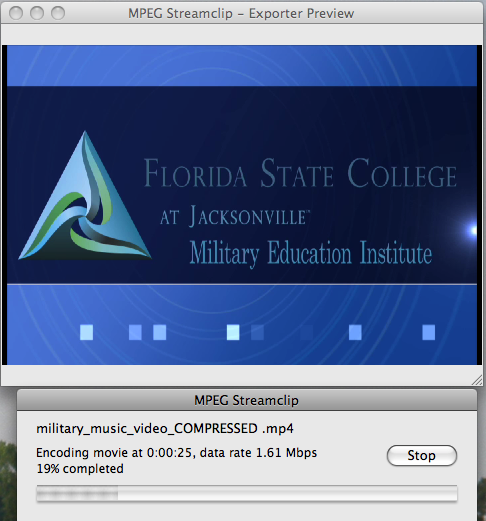 MPEG Streamclip – Exporter Preview
FLORIDA STATE COLLEGE
AT JACKSONVILLE™
Military Education Institute
MPEG Streamclip
military_music_video_COMPRESSED .mp4
Encoding movie at 0:00:25, data rate 1.61 Mbps
Stop
19% completed